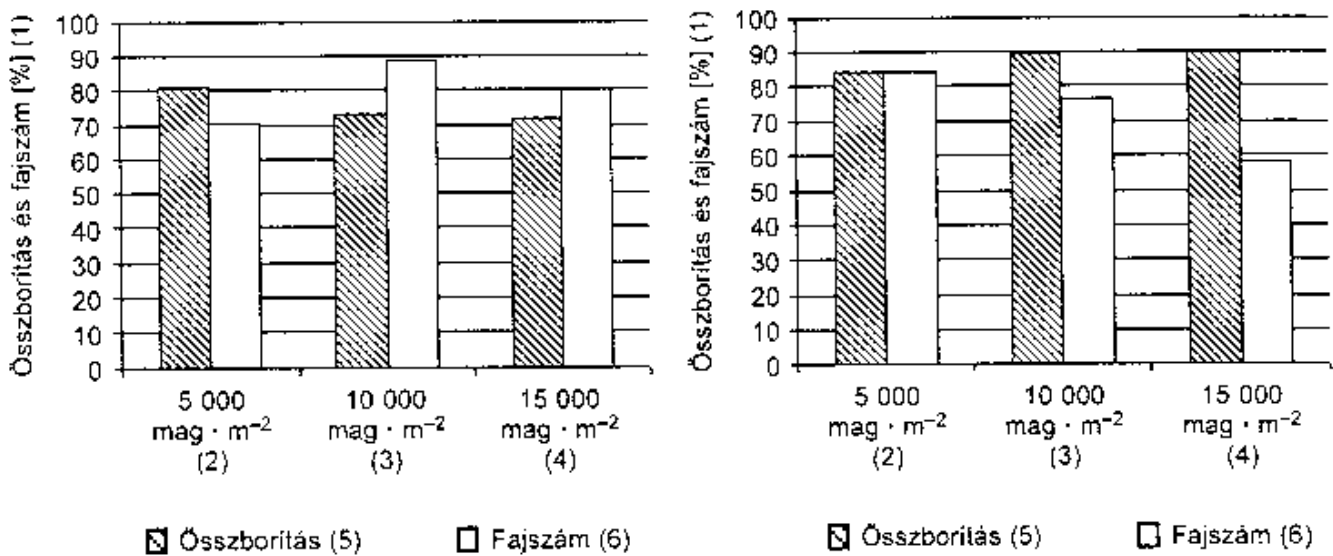 Összborítás és fajszám [%] (1)
100
90
80
70
60
50
40
30
20
10
0
5 000
mag · m⁻²
(2)
10 000
mag · m⁻²
(3)
15 000
mag · m⁻²
(4)
Összborítás (5)
Fajszám (6)
Összborítás és fajszám [%] (1)
100
90
80
70
60
50
40
30
20
10
0
5 000
mag · m⁻²
(2)
10 000
mag · m⁻²
(3)
15 000
mag · m⁻²
(4)
Összborítás (5)
Fajszám (6)